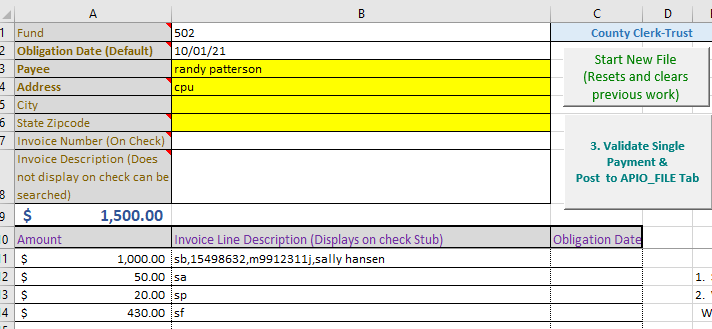 A B C D
1 Fund 502 County Clerk-Trust
2 Obligation Date (Default) 10/01/21
3 Payee randy patterson
4 Address cpu
5 City
6 State Zipcode
7 Invoice Number (On Check)
Invoice Description (Does
not display on check can be
8 searched)
Start New File
(Resets and clears
previous work)
3. Validate Single
Payment &
Post to APIO_FILE Tab
9 $ 1,500.00
0 Amount Invoice Line Description (Displays on check Stub) Obligation Date
1 $ 1,000.00 sb,15498632,m9912311j,sally hansen
2 $ 50.00 sa 1.
3 $ 20.00 sp 2.
4 $ 430.00 sf W